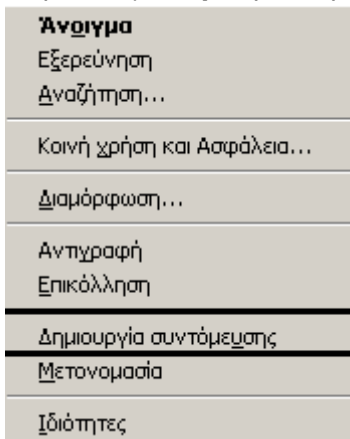 Άνοιγμα
Εξερεύνηση
Αναζήτηση...
Κοινή χρήση και Ασφάλεια...
Διαμόρφωση...
Αντιγραφή
Επικόλληση
Δημιουργία συντόμευσης
Μετονομασία
Ιδιότητες